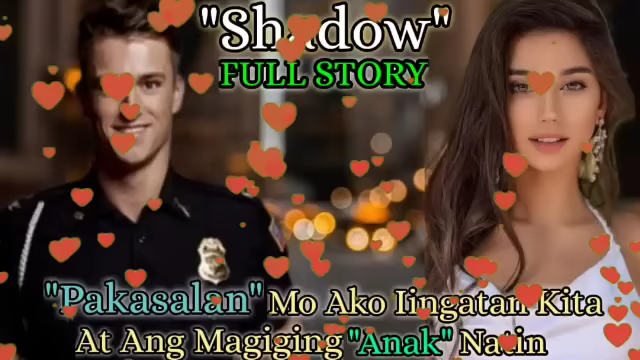 "Shadow"
FULL STORY
"Pakasalan" Mo Ako Iingatan Kita
At Ang Magiging "Anak" Natin